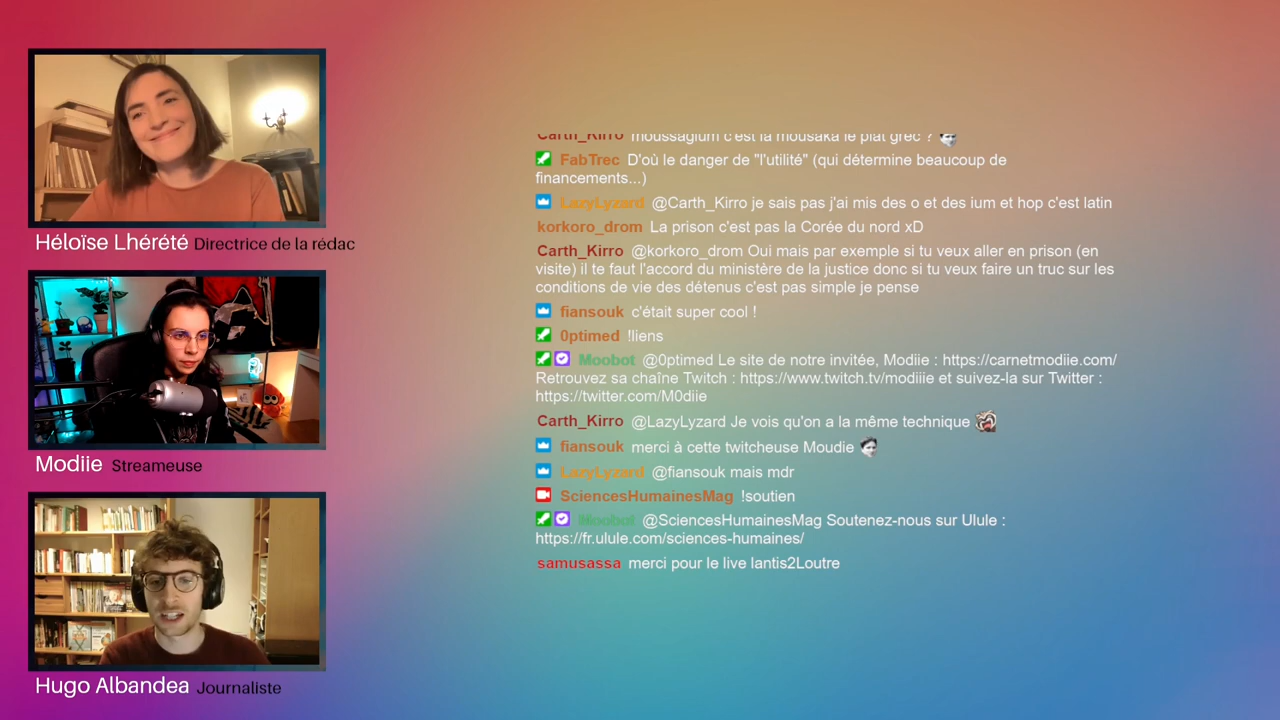 Héloïse Lhérété Directrice de la rédac
Modiie Streameuse
Hugo Albandea Journaliste
Carth_Kirro moussagium c'est la mousaka le plat grec ?
FabTrec D'où le danger de "l'utilité" (qui détermine beaucoup de
financements...)
LazyLyzard @Carth_Kirro je sais pas j'ai mis des o et des ium et hop c'est latin
korkoro_drom La prison c'est pas la Corée du nord xD
Carth_Kirro @korkoro_drom Oui mais par exemple si tu veux aller en prison (en
visite) il te faut l'accord du ministère de la justice donc si tu veux faire un truc sur les
conditions de vie des détenus c'est pas simple je pense
fiansouk c'était super cool !
0ptimed !liens
Moobot @0ptimed Le site de notre invitée, Modiie : https://carnetmodiie.com/
Retrouvez sa chaîne Twitch : https://www.twitch.tv/modiiie et suivez-la sur Twitter :
https://twitter.com/M0diie
Carth_Kirro @LazyLyzard Je vois qu'on a la même technique
fiansouk merci à cette twitcheuse Moudie
LazyLyzard @fiansouk mais mdr
SciencesHumainesMag !soutien
Moobot @SciencesHumainesMag Soutenez-nous sur Ulule :
https://fr.ulule.com/sciences-humaines/
samusassa merci pour le live lantis2Loutre